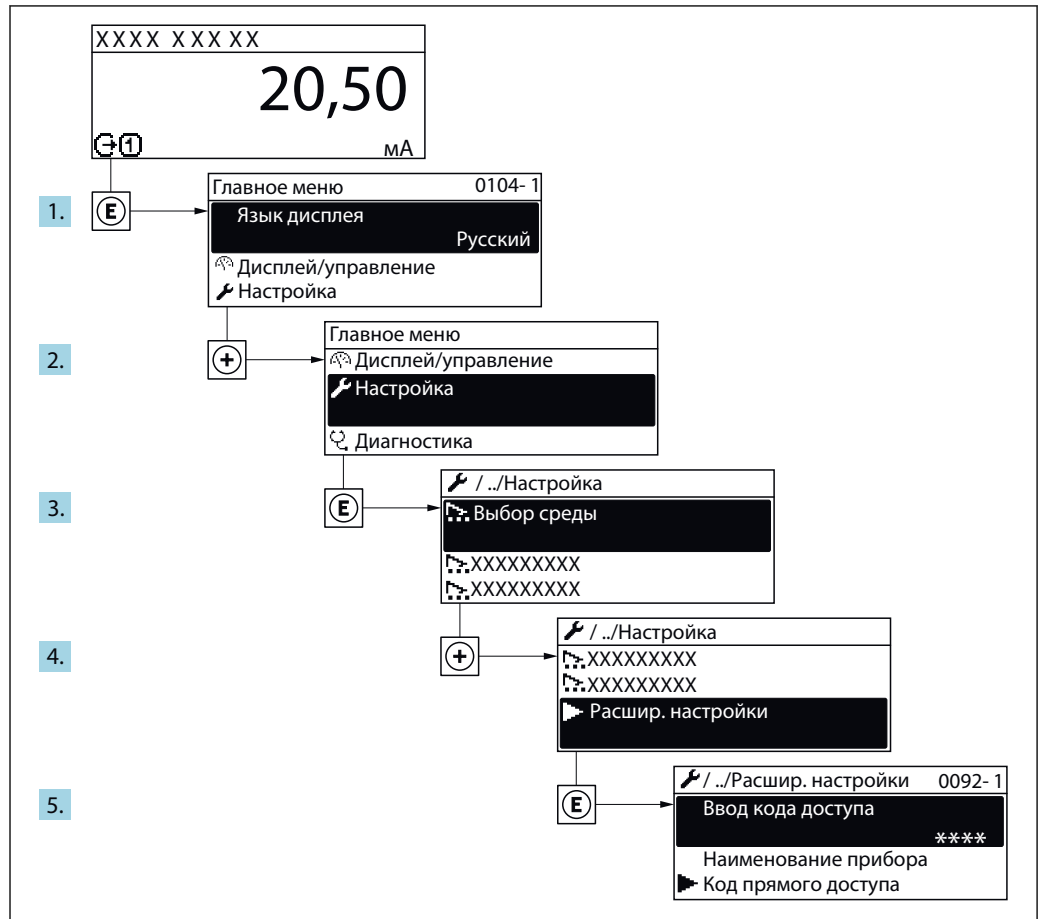 XXXX XXX XX
20,50
мА
1
1. E
Главное меню 0104- 1
Язык дисплея
Русский
Дисплей/управление
Настройка
2. +
Главное меню
Дисплей/управление
Настройка
Диагностика
3. E
/ ../Настройка
Выбор среды
XXXXXXXXX
XXXXXXXXX
4. +
/ ../Настройка
XXXXXXXXX
XXXXXXXXX
Расшир. настройки
5. E
/ ../Расшир. настройки 0092- 1
Ввод кода доступа
****
Наименование прибора
Код прямого доступа